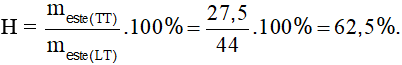 H = m_este(TT) / m_este(LT) .100% = 27,5 / 44 .100% = 62,5%.